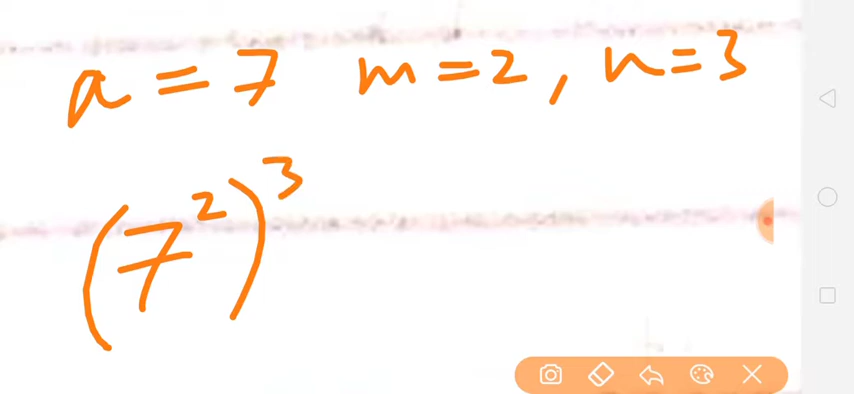 a = 7 m = 2, n = 3
(7²)³